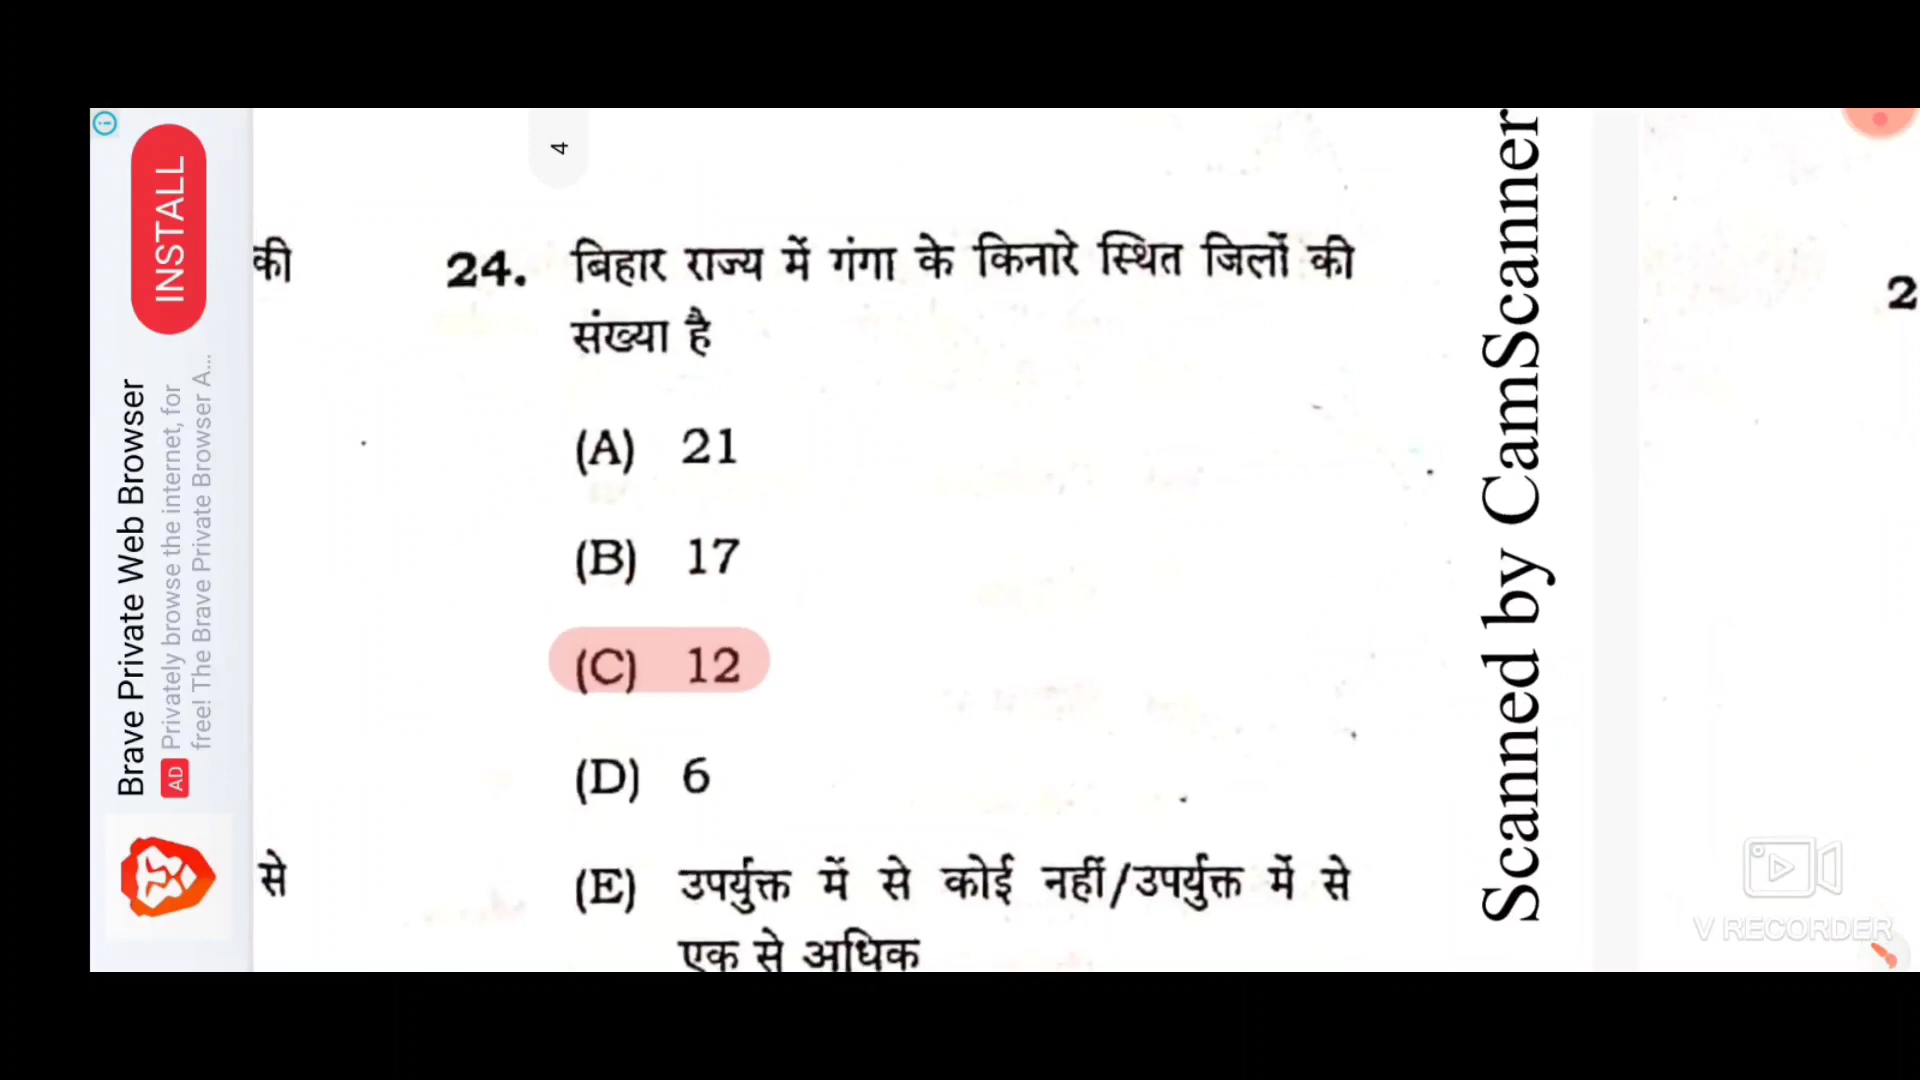 INSTALL
Brave Private Web Browser
AD Privately browse the internet, for
free! The Brave Private Browser A...
4
की
24. बिहार राज्य में गंगा के किनारे स्थित जिलों की
संख्या है
(A) 21
(B) 17
(C) 12
(D) 6
से
(E) उपर्युक्त में से कोई नहीं/उपर्युक्त में से
एक से अधिक
Scanned by CamScanner
2
V RECORDER